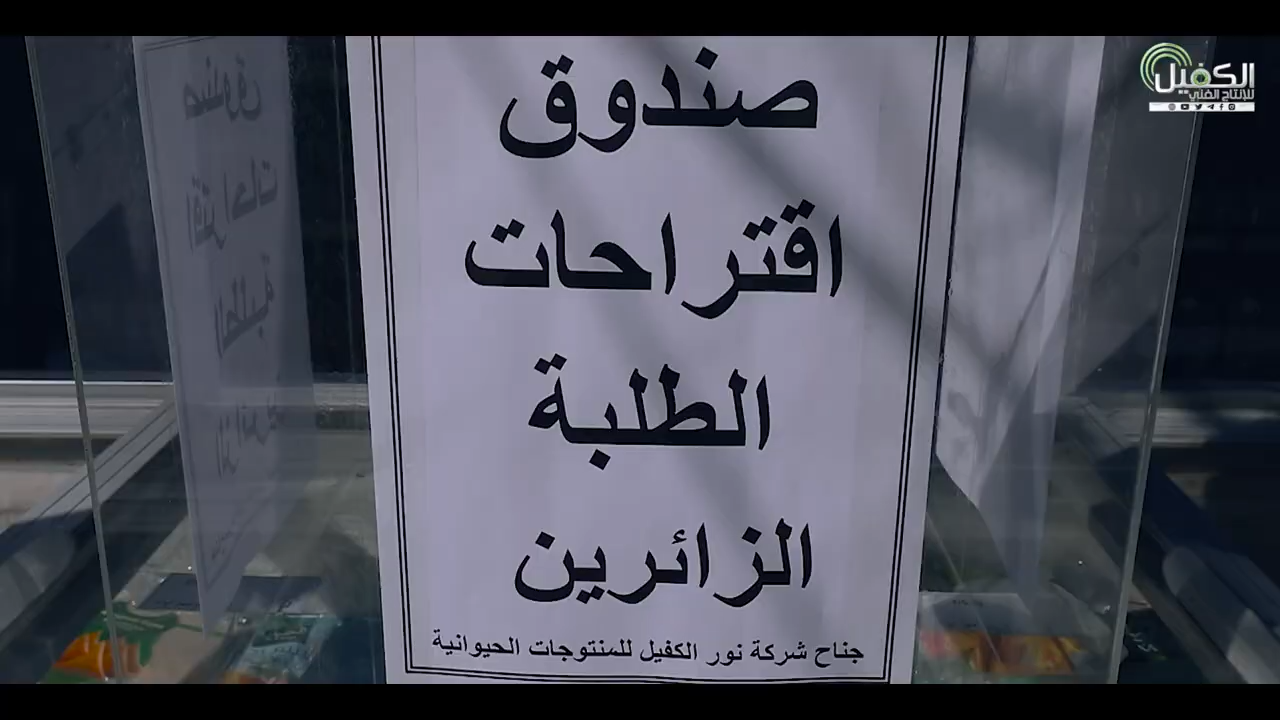 صندوق
اقتراحات
الطلبة
الزائرين
جناح شركة نور الكفيل للمنتوجات الحيوانية
الكفيل
للإنتاج الفني